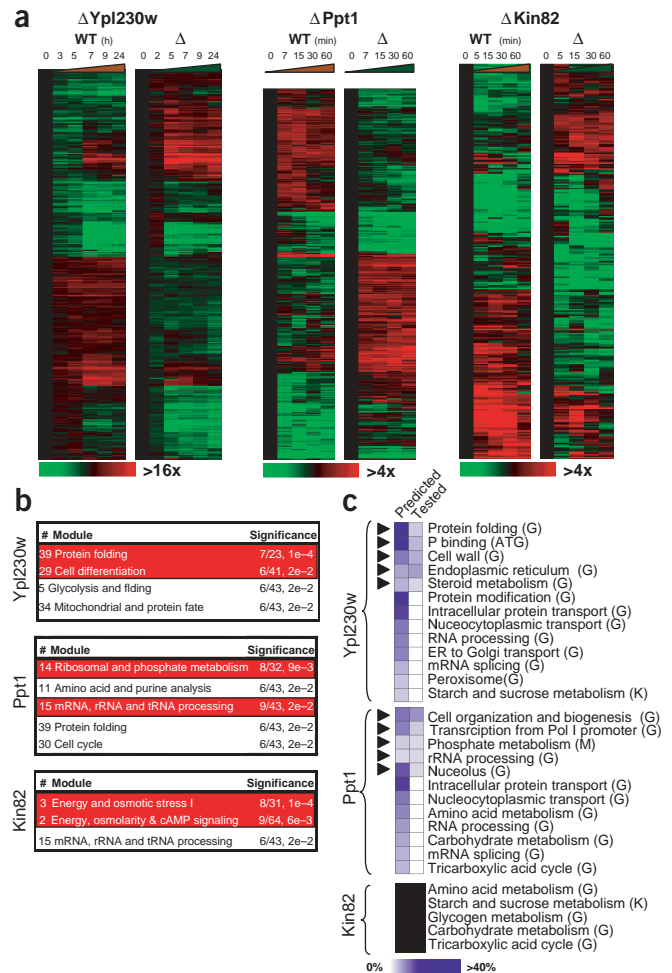 a
ΔYpl230w
WT (h) Δ
0 3 5 7 9 24 0 2 5 7 9 24
ΔPpt1
WT (min) Δ
0 7 15 30 60 0 7 15 30 60
ΔKin82
WT (min) Δ
0 5 15 30 60 0 5 15 30 60
>16x
>4x
>4x
b
Ypl230w
# Module Significance
39 Protein folding 7/23, 1e–4
29 Cell differentiation 6/41, 2e–2
5 Glycolysis and flding 6/43, 2e–2
34 Mitochondrial and protein fate 6/43, 2e–2
Ppt1
# Module Significance
14 Ribosomal and phosphate metabolism 8/32, 9e–3
11 Amino acid and purine analysis 6/43, 2e–2
15 mRNA, rRNA and tRNA processing 9/43, 2e–2
39 Protein folding 6/43, 2e–2
30 Cell cycle 6/43, 2e–2
Kin82
# Module Significance
3 Energy and osmotic stress I 8/31, 1e–4
2 Energy, osmolarity & cAMP signaling 9/64, 6e–3
15 mRNA, rRNA and tRNA processing 6/43, 2e–2
c
Predicted
Tested
Ypl230w
Protein folding (G)
P binding (ATG)
Cell wall (G)
Endoplasmic reticulum (G)
Steroid metabolism (G)
Protein modification (G)
Intracellular protein transport (G)
Nuceocytoplasmic transport (G)
RNA processing (G)
ER to Golgi transport (G)
mRNA splicing (G)
Peroxisome(G)
Starch and sucrose metabolism (K)
Ppt1
Cell organization and biogenesis (G)
Transcription from Pol I promoter (G)
Phosphate metabolism (M)
rRNA processing (G)
Nucleolus (G)
Intracellular protein transport (G)
Nucleocytoplasmic transport (G)
Amino acid metabolism (G)
RNA processing (G)
Carbohydrate metabolism (G)
mRNA splicing (G)
Tricarboxylic acid cycle (G)
Kin82
Amino acid metabolism (G)
Starch and sucrose metabolism (K)
Glycogen metabolism (G)
Carbohydrate metabolism (G)
Tricarboxylic acid cycle (G)
0% >40%